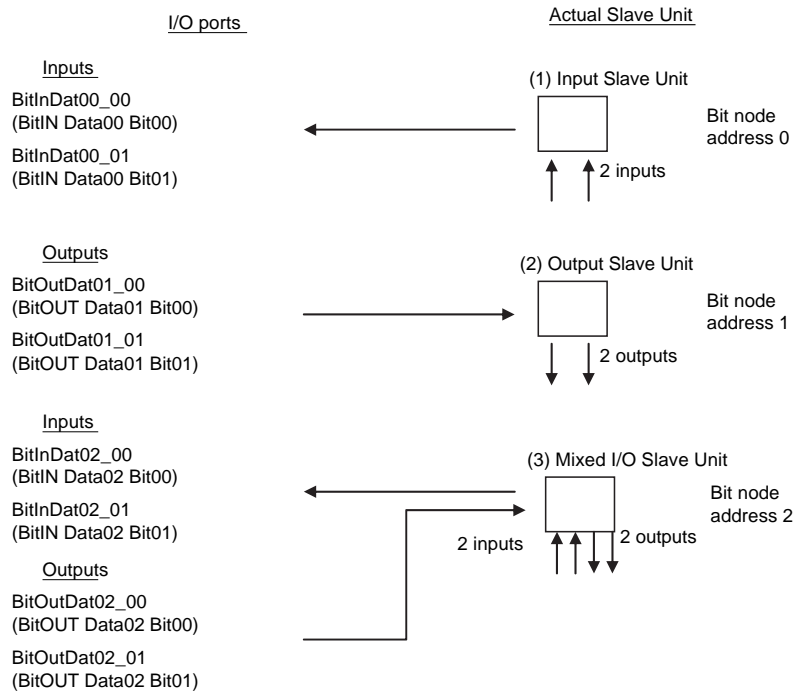 I/O ports
Actual Slave Unit
Inputs
BitInDat00_00
(BitIN Data00 Bit00)
BitInDat00_01
(BitIN Data00 Bit01)
(1) Input Slave Unit
Bit node
address 0
2 inputs
Outputs
BitOutDat01_00
(BitOUT Data01 Bit00)
BitOutDat01_01
(BitOUT Data01 Bit01)
(2) Output Slave Unit
Bit node
address 1
2 outputs
Inputs
BitInDat02_00
(BitIN Data02 Bit00)
BitInDat02_01
(BitIN Data02 Bit01)
(3) Mixed I/O Slave Unit
Bit node
address 2
2 inputs
2 outputs
Outputs
BitOutDat02_00
(BitOUT Data02 Bit00)
BitOutDat02_01
(BitOUT Data02 Bit01)